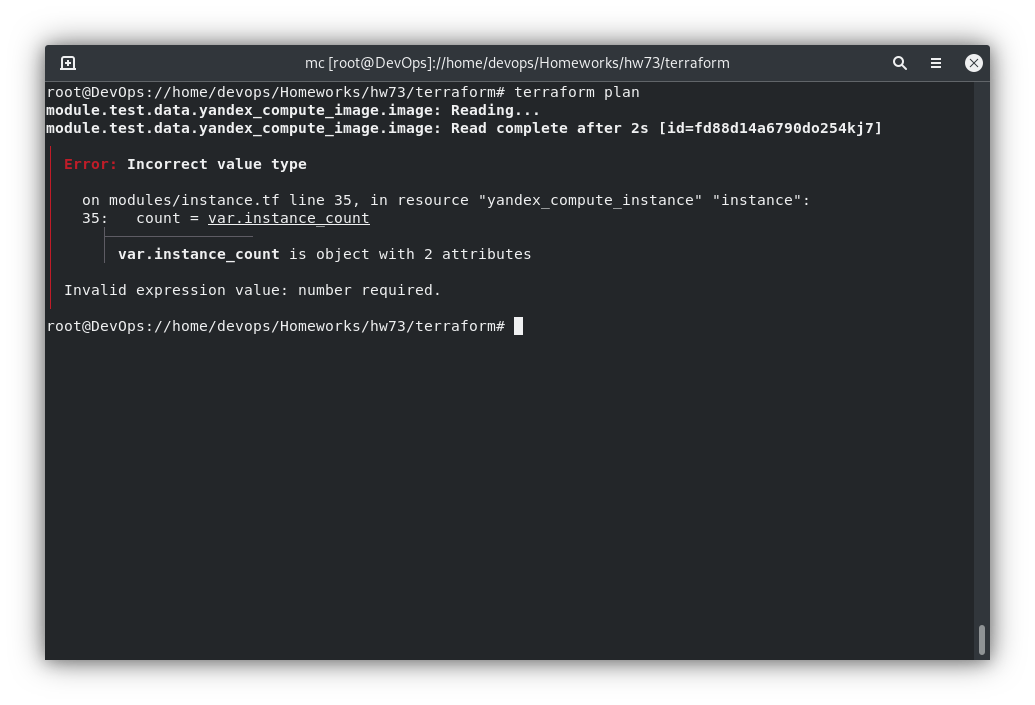 mc [root@DevOps]://home/devops/Homeworks/hw73/terraform
root@DevOps://home/devops/Homeworks/hw73/terraform# terraform plan
module.test.data.yandex_compute_image.image: Reading...
module.test.data.yandex_compute_image.image: Read complete after 2s [id=fd88d14a6790do254kj7]
Error: Incorrect value type
on modules/instance.tf line 35, in resource "yandex_compute_instance" "instance":
35:   count = var.instance_count
var.instance_count is object with 2 attributes
Invalid expression value: number required.
root@DevOps://home/devops/Homeworks/hw73/terraform#